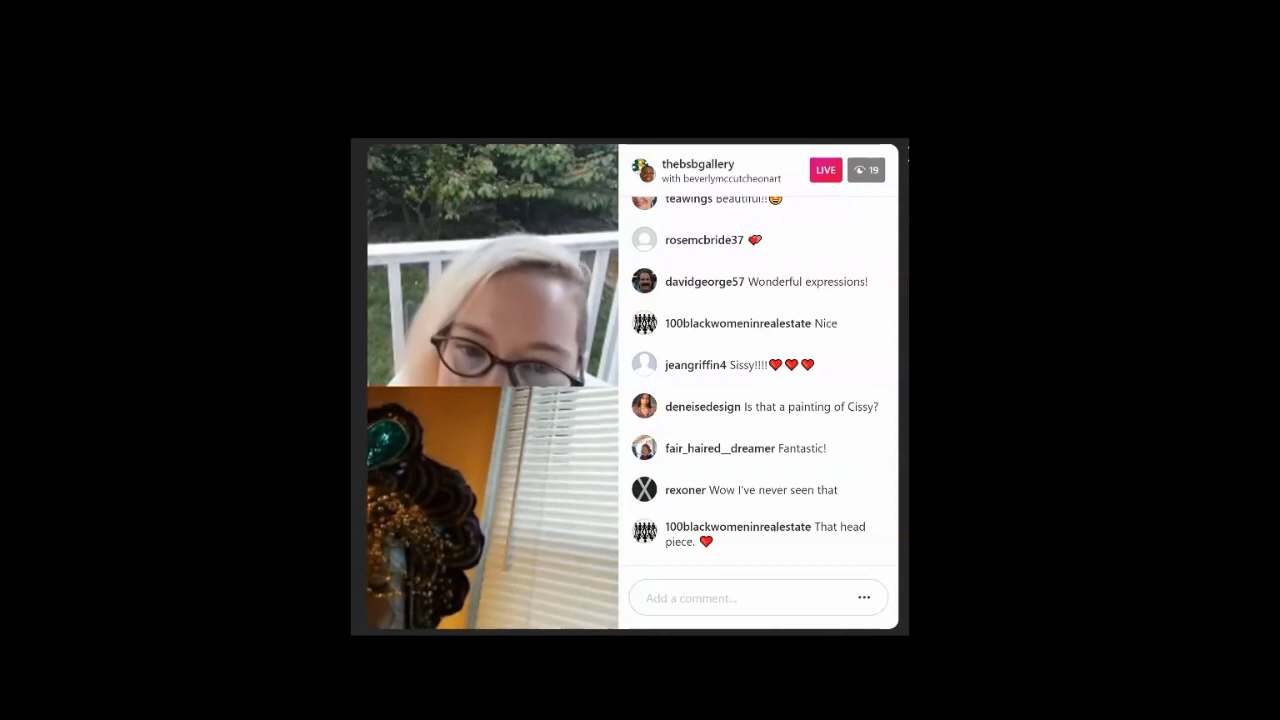 thebsbgallery
with beverlymccutcheonart
LIVE
19
teawings Beautiful!!😊
rosemcbride37 💕
davidgeorge57 Wonderful expressions!
100blackwomeninrealestate Nice
jeangriffin4 Sissy!!!!❤️❤️❤️
deneisedesign Is that a painting of Cissy?
fair_haired__dreamer Fantastic!
rexoner Wow I've never seen that
100blackwomeninrealestate That head
piece. ❤️
Add a comment...